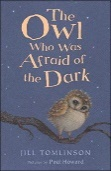 The
Owl
Who Was
Afraid of
the Dark
JILL TOMLINSON
Paul Howard